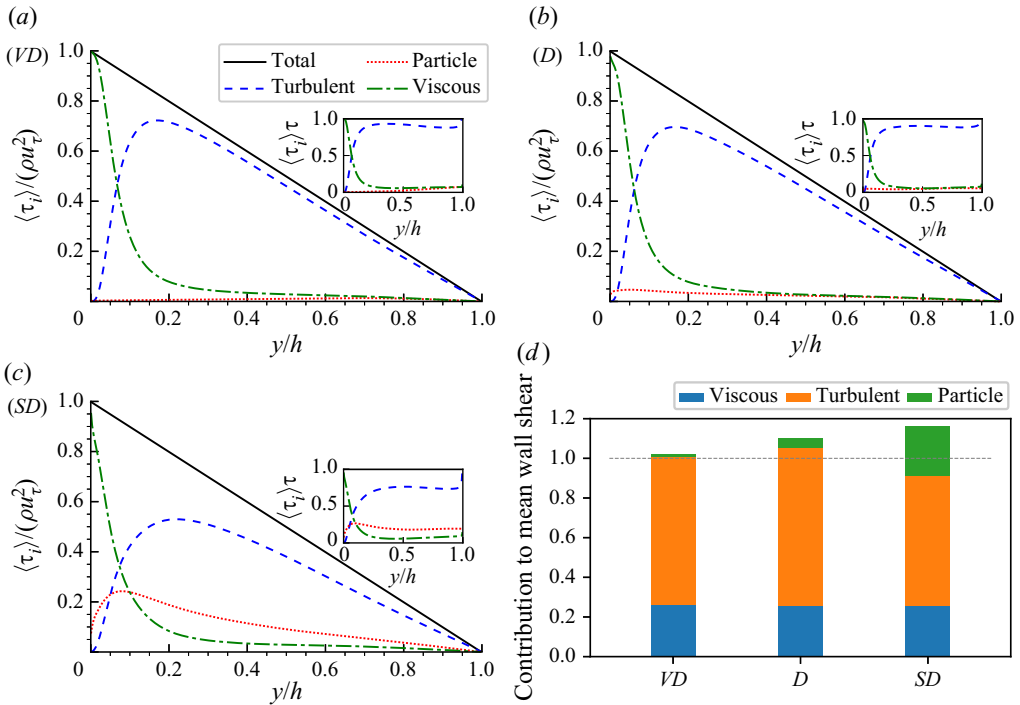 (a)
(VD)
1.0
0.8
0.6
0.4
0.2
⟨τi⟩/(ρu²τ)
Total
Turbulent
Particle
Viscous
⟨τi⟩τ
1.0
0.5
0
0
0.5
1.0
y/h
0
0.2
0.4
0.6
0.8
1.0
y/h
(b)
(D)
1.0
0.8
0.6
0.4
0.2
⟨τi⟩/(ρu²τ)
⟨τi⟩τ
1.0
0.5
0
0
0.5
1.0
y/h
0
0.2
0.4
0.6
0.8
1.0
y/h
(c)
(SD)
1.0
0.8
0.6
0.4
0.2
⟨τi⟩/(ρu²τ)
⟨τi⟩τ
1.0
0.5
0
0
0.5
1.0
y/h
0
0.2
0.4
0.6
0.8
1.0
y/h
(d)
Viscous Turbulent Particle
Contribution to mean wall shear
1.2
1.0
0.8
0.6
0.4
0.2
0.0
VD
D
SD